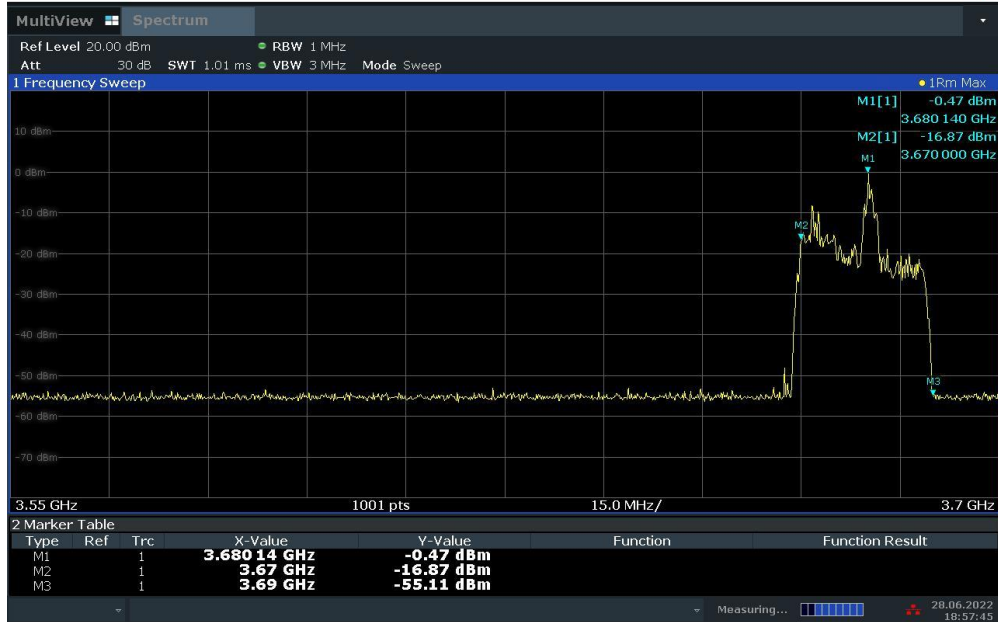 MultiView Spectrum
Ref Level 20.00 dBm RBW 1 MHz
Att 30 dB SWT 1.01 ms VBW 3 MHz Mode Sweep
1 Frequency Sweep 1Rm Max
M1[1] -0.47 dBm
3.680 140 GHz
M2[1] -16.87 dBm
3.670 000 GHz
10 dBm
M1
0 dBm
-10 dBm
M2
-20 dBm
-30 dBm
-40 dBm
-50 dBm
M3
-60 dBm
-70 dBm
3.55 GHz 1001 pts 15.0 MHz/ 3.7 GHz
2 Marker Table
Type Ref Trc X-Value Y-Value Function Function Result
M1 1 3.680 14 GHz -0.47 dBm
M2 1 3.67 GHz -16.87 dBm
M3 1 3.69 GHz -55.11 dBm
Measuring... 28.06.2022
18:57:45